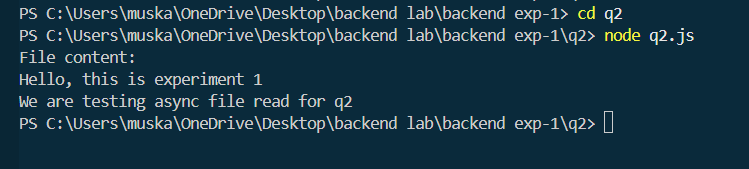 PS C:\Users\muska\OneDrive\Desktop\backend lab\backend exp-1> cd q2
PS C:\Users\muska\OneDrive\Desktop\backend lab\backend exp-1\q2> node q2.js
File content:
Hello, this is experiment 1
We are testing async file read for q2
PS C:\Users\muska\OneDrive\Desktop\backend lab\backend exp-1\q2>